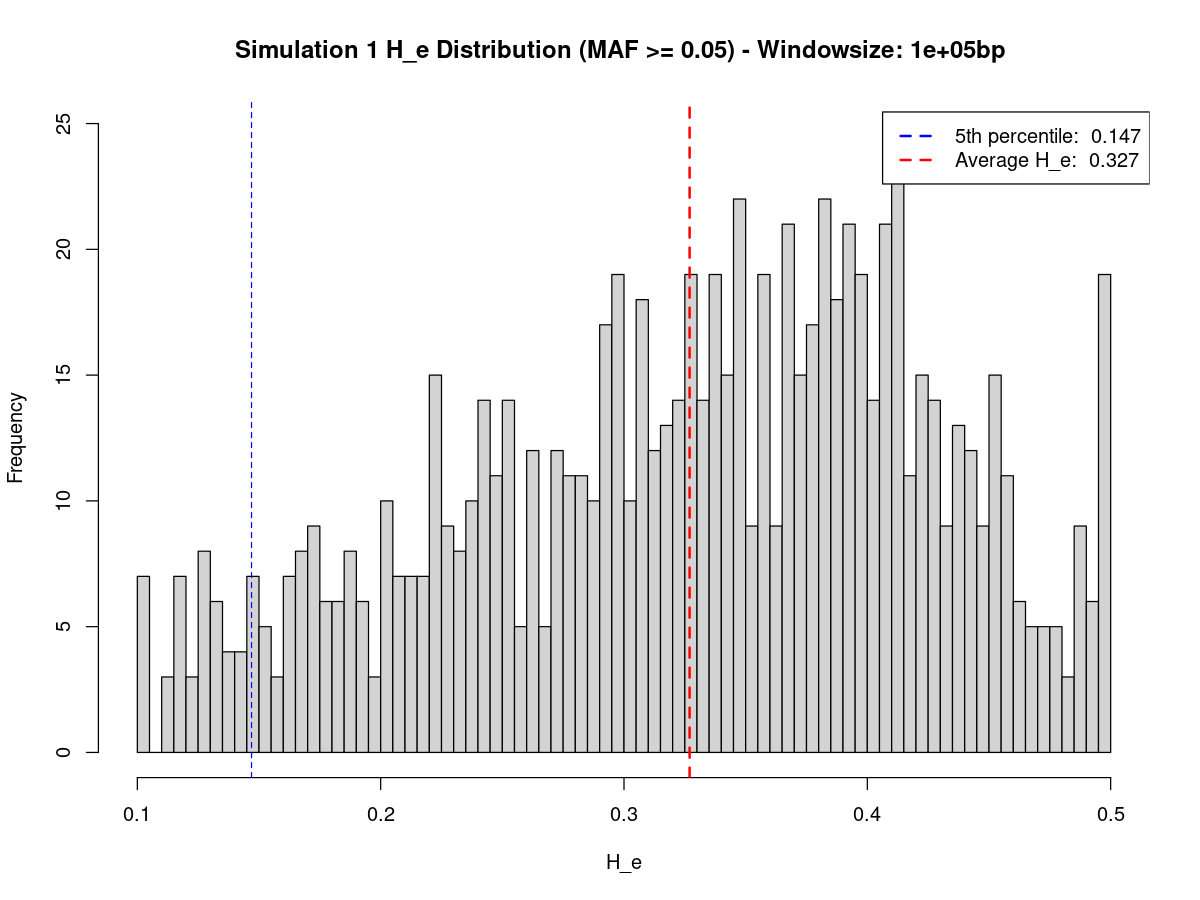 Simulation 1 H_e Distribution (MAF >= 0.05) - Windowsize: 1e+05bp
5th percentile: 0.147
Average H_e: 0.327
Frequency
25
20
15
10
5
0
0.1 0.2 0.3 0.4 0.5
H_e